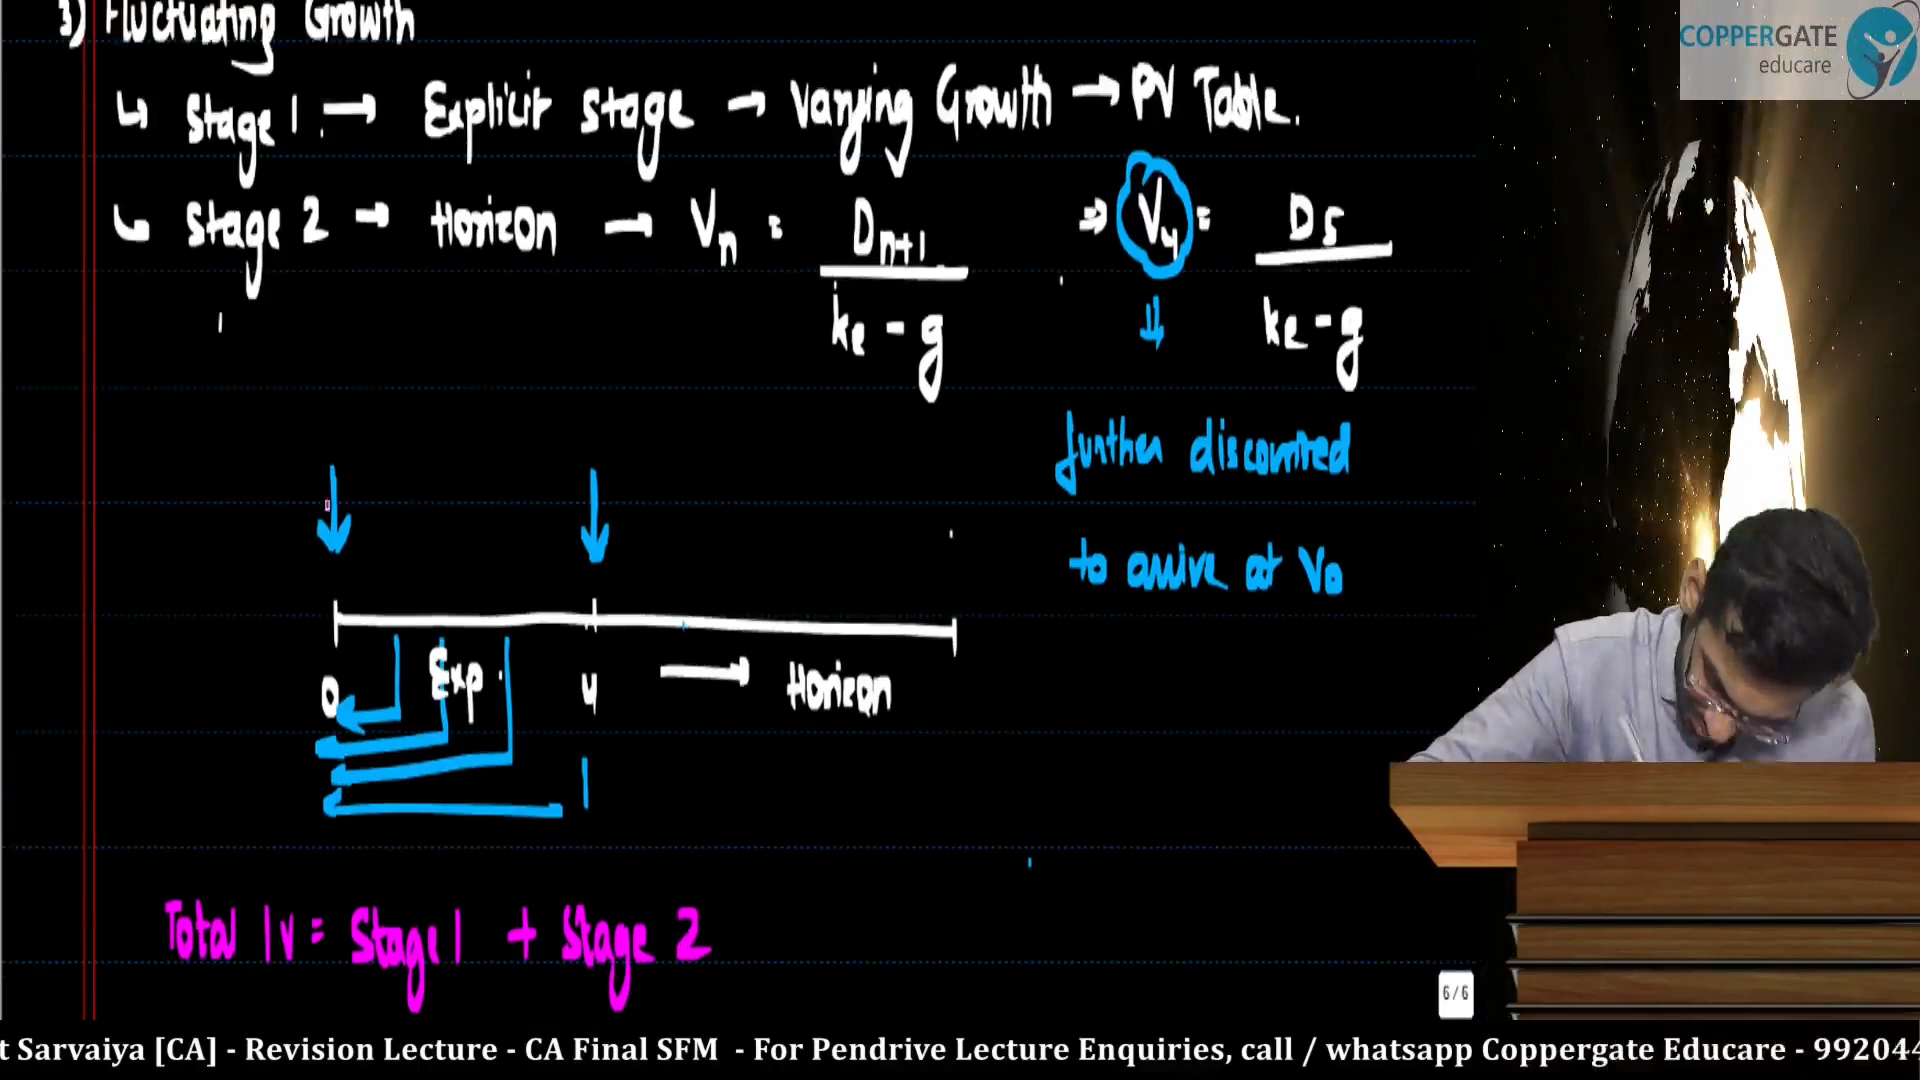 3) Fluctuating Growth
COPPERGATE
educare
↳ Stage 1 → Explicit stage → Varying Growth → PV Table.
↳ Stage 2 → Horizon → Vn = Dn+1 / ke - g ⇒ V4 = D5 / ke - g
further discounted
to arrive at V0
0 Exp. 4 → Horizon
Total IV = Stage 1 + Stage 2
6/6
t Sarvaiya [CA] - Revision Lecture - CA Final SFM - For Pendrive Lecture Enquiries, call / whatsapp Coppergate Educare - 992044